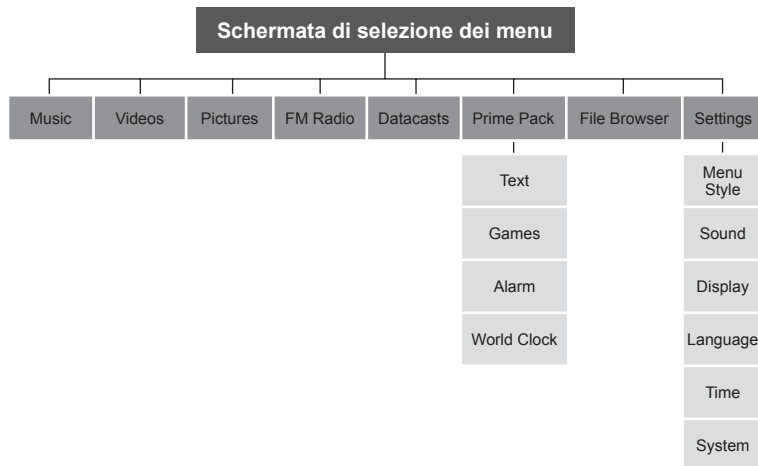 Schermata di selezione dei menu
Music
Videos
Pictures
FM Radio
Datacasts
Prime Pack
File Browser
Settings
Text
Games
Alarm
World Clock
Menu
Style
Sound
Display
Language
Time
System